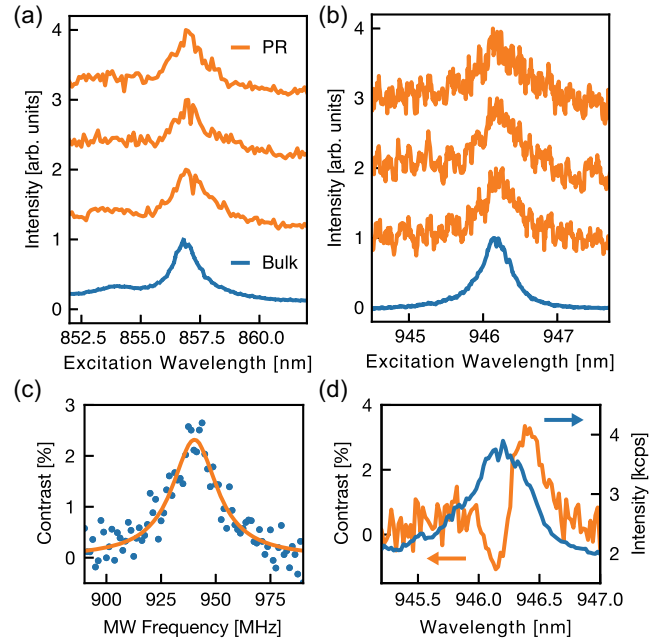 (a)
4
3
2
1
0
Intensity [arb. units]
PR
Bulk
852.5 855.0 857.5 860.0
Excitation Wavelength [nm]
(b)
4
3
2
1
0
Intensity [arb. units]
945 946 947
Excitation Wavelength [nm]
(c)
3
2
1
0
Contrast [%]
900 925 950 975
MW Frequency [MHz]
(d)
4
2
0
Contrast [%]
4
3
2
Intensity [kcps]
945.5 946.0 946.5 947.0
Wavelength [nm]